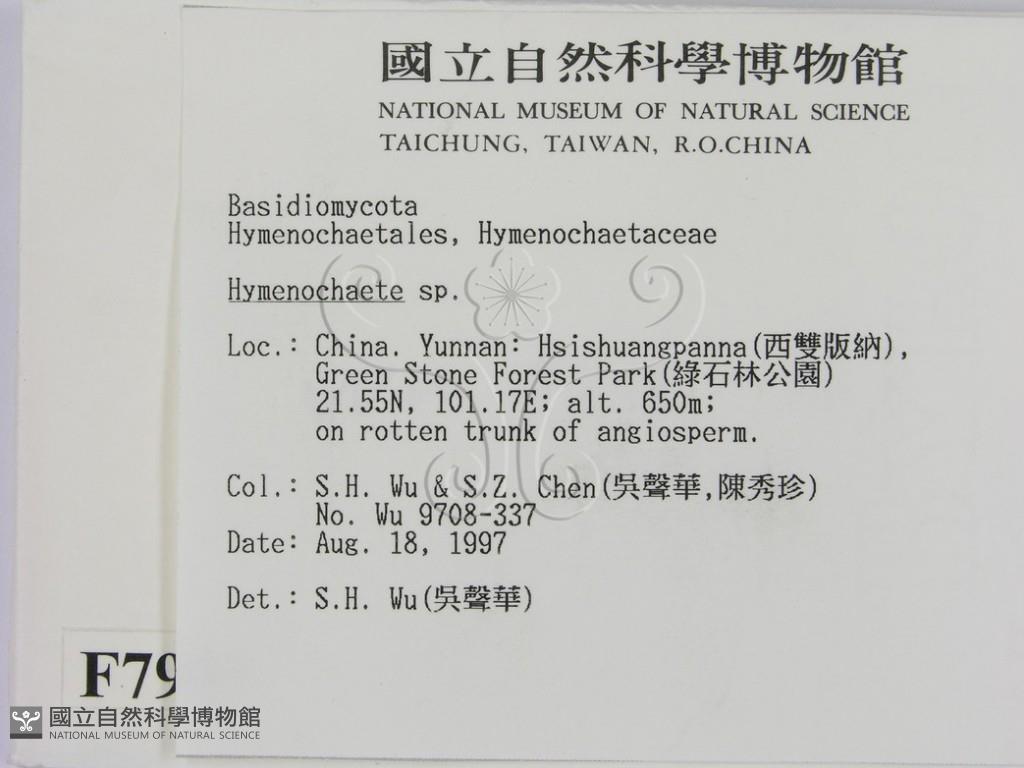 國立自然科學博物館
NATIONAL MUSEUM OF NATURAL SCIENCE
TAICHUNG, TAIWAN, R.O.CHINA
Basidiomycota
Hymenochaetales, Hymenochaetaceae
Hymenochaete sp.
Loc.: China. Yunnan: Hsishuangpanna(西雙版納),
Green Stone Forest Park(綠石林公園)
21.55N, 101.17E; alt. 650m;
on rotten trunk of angiosperm.
Col.: S.H. Wu & S.Z. Chen(吳聲華,陳秀珍)
No. Wu 9708-337
Date: Aug. 18, 1997
Det.: S.H. Wu(吳聲華)
F79
國立自然科學博物館
NATIONAL MUSEUM OF NATURAL SCIENCE